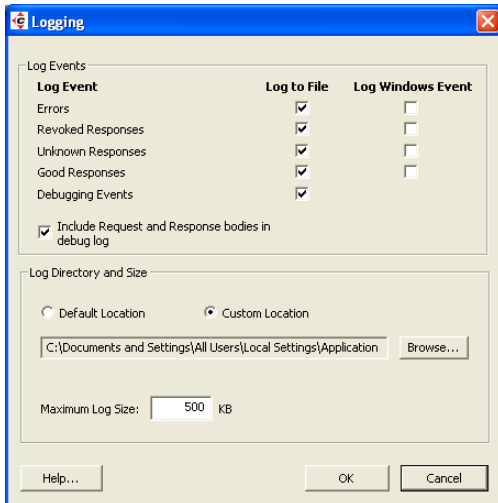 Logging
Log Events
Log Event Log to File Log Windows Event
Errors
Revoked Responses
Unknown Responses
Good Responses
Debugging Events
Include Request and Response bodies in
debug log
Log Directory and Size
Default Location Custom Location
C:\Documents and Settings\All Users\Local Settings\Application Browse...
Maximum Log Size: 500 KB
Help... OK Cancel